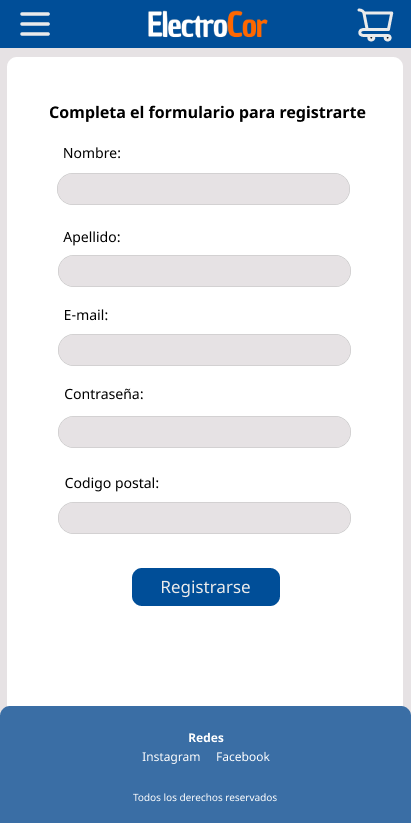 ElectroCor
Completa el formulario para registrarte
Nombre:
Apellido:
E-mail:
Contraseña:
Codigo postal:
Registrarse
Redes
Instagram Facebook
Todos los derechos reservados